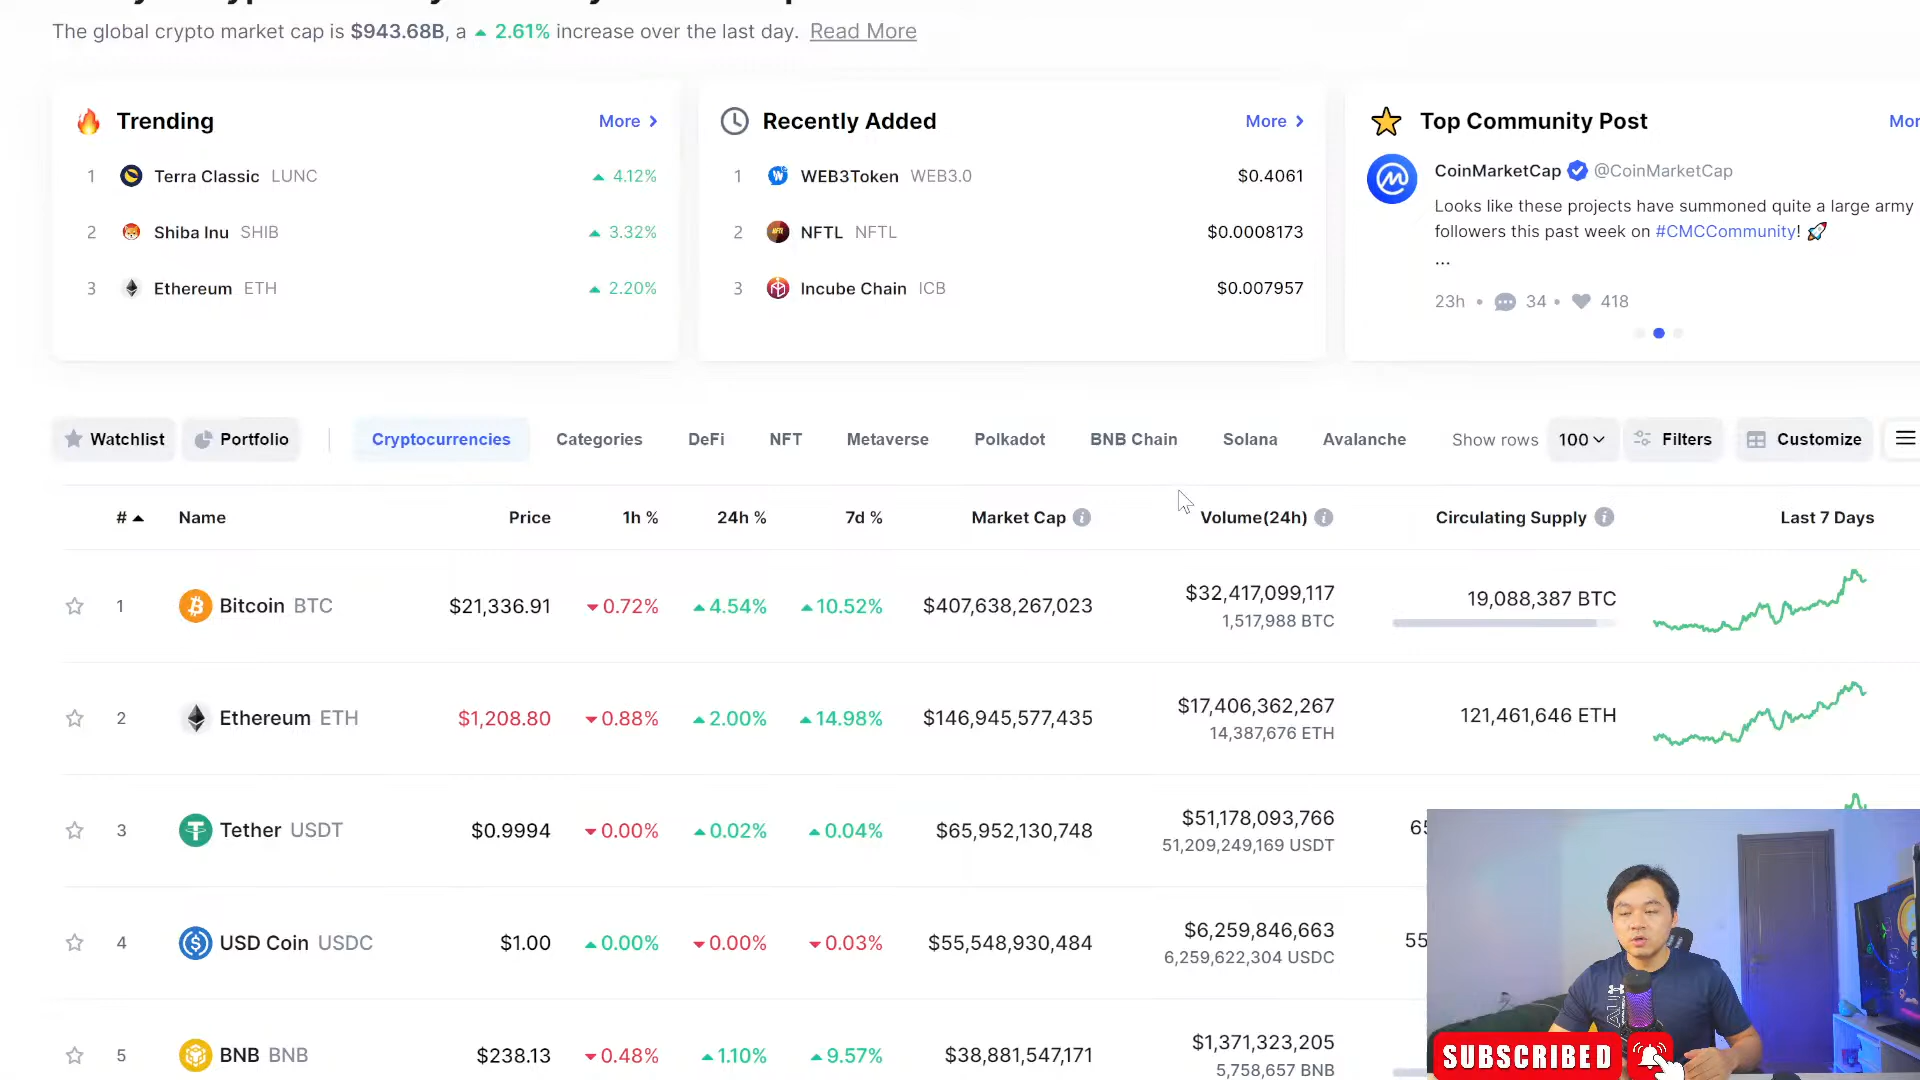 The global crypto market cap is $943.68B, a 2.61% increase over the last day. Read More
Trending More
1 Terra Classic LUNC 4.12%
2 Shiba Inu SHIB 3.32%
3 Ethereum ETH 2.20%
Recently Added More
1 WEB3Token WEB3.0 $0.4061
2 NFTL NFTL $0.0008173
3 Incube Chain ICB $0.007957
Top Community Post Mor
CoinMarketCap @CoinMarketCap
Looks like these projects have summoned quite a large army
followers this past week on #CMCCommunity! 🚀
...
23h • 34 • 418
Watchlist Portfolio Cryptocurrencies Categories DeFi NFT Metaverse Polkadot BNB Chain Solana Avalanche Show rows 100 Filters Customize
# Name Price 1h % 24h % 7d % Market Cap Volume(24h) Circulating Supply Last 7 Days
1 Bitcoin BTC $21,336.91 0.72% 4.54% 10.52% $407,638,267,023 $32,417,099,117 19,088,387 BTC
1,517,988 BTC
2 Ethereum ETH $1,208.80 0.88% 2.00% 14.98% $146,945,577,435 $17,406,362,267 121,461,646 ETH
14,387,676 ETH
3 Tether USDT $0.9994 0.00% 0.02% 0.04% $65,952,130,748 $51,178,093,766 65
51,209,249,169 USDT
4 USD Coin USDC $1.00 0.00% 0.00% 0.03% $55,548,930,484 $6,259,846,663 55
6,259,622,304 USDC
5 BNB BNB $238.13 0.48% 1.10% 9.57% $38,881,547,171 $1,371,323,205
5,758,657 BNB
SUBSCRIBED